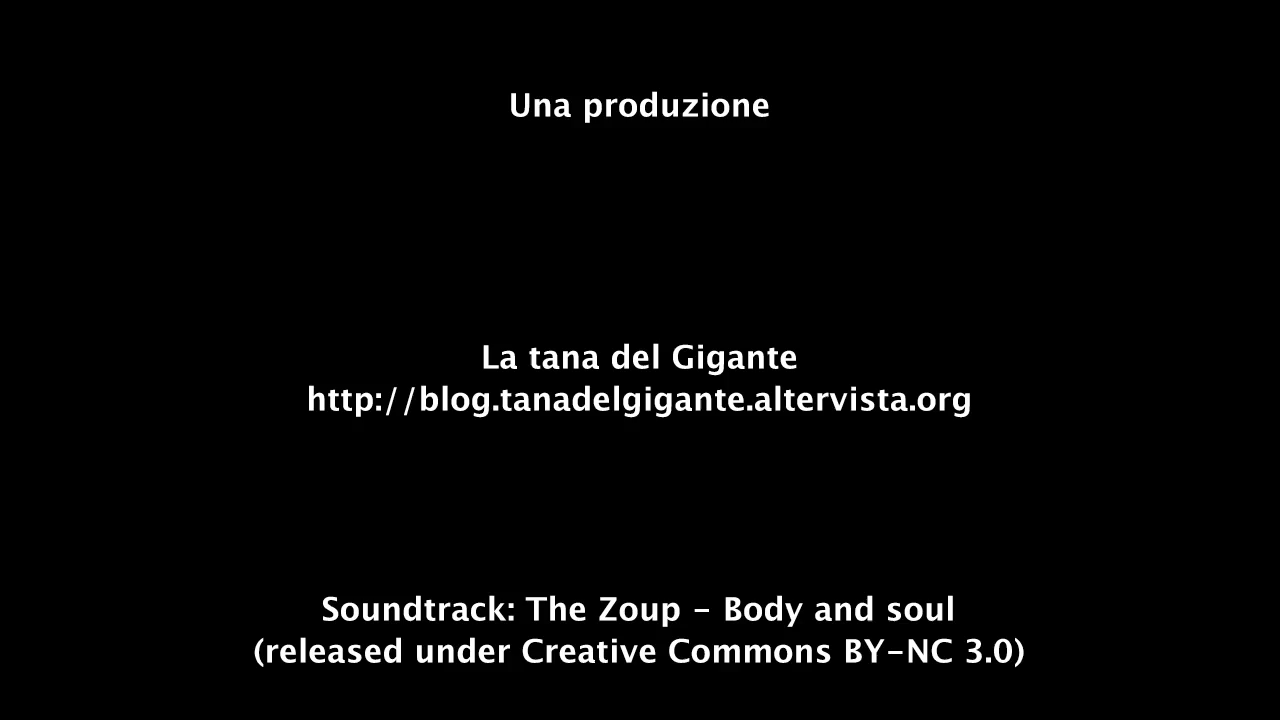 Una produzione
La tana del Gigante
http://blog.tanadelgigante.altervista.org
Soundtrack: The Zoup - Body and soul
(released under Creative Commons BY-NC 3.0)